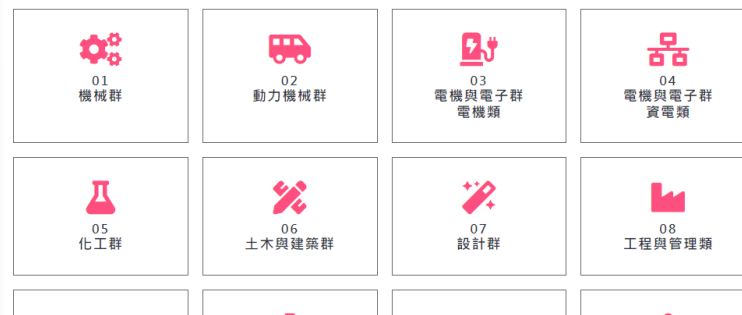 01
機械群
02
動力機械群
03
電機與電子群
電機類
04
電機與電子群
資電類
05
化工群
06
土木與建築群
07
設計群
08
工程與管理類